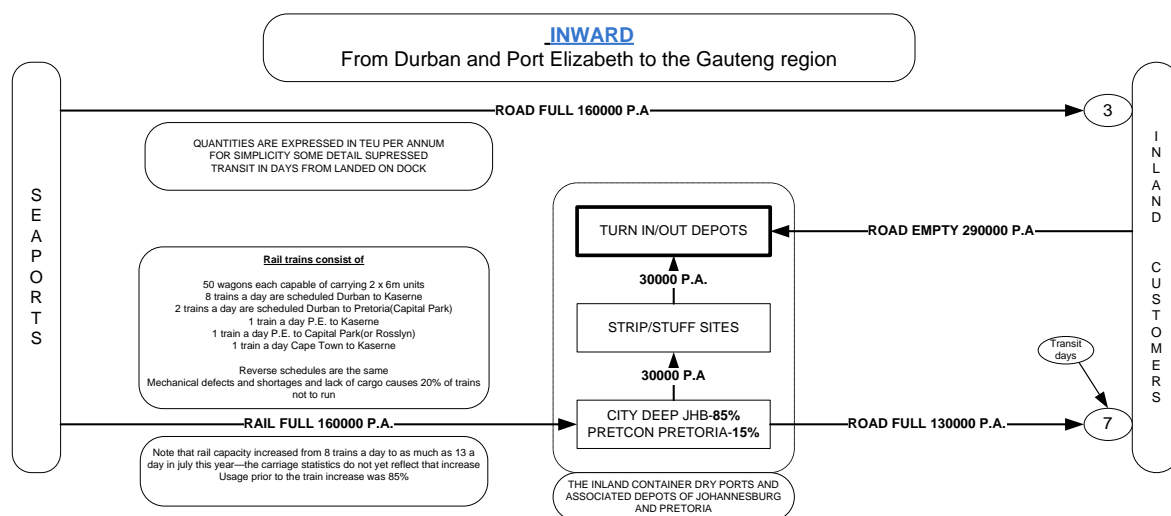 INWARD
From Durban and Port Elizabeth to the Gauteng region
SEAPORTS
ROAD FULL 160000 P.A
3
INLAND CUSTOMERS
QUANTITIES ARE EXPRESSED IN TEU PER ANNUM
FOR SIMPLICITY SOME DETAIL SUPRESSED
TRANSIT IN DAYS FROM LANDED ON DOCK
TURN IN/OUT DEPOTS
ROAD EMPTY 290000 P.A
30000 P.A.
Rail trains consist of
50 wagons each capable of carrying 2 x 6m units
8 trains a day are scheduled Durban to Kaserne
2 trains a day are scheduled Durban to Pretoria(Capital Park)
1 train a day P.E. to Kaserne
1 train a day P.E. to Capital Park(or Rosslyn)
1 train a day Cape Town to Kaserne
Reverse schedules are the same
Mechanical defects and shortages and lack of cargo causes 20% of trains
not to run
STRIP/STUFF SITES
30000 P.A
Transit
days
RAIL FULL 160000 P.A.
CITY DEEP JHB-85%
PRETCON PRETORIA-15%
ROAD FULL 130000 P.A.
7
Note that rail capacity increased from 8 trains a day to as much as 13 a
day in july this year—the carriage statistics do not yet reflect that increase
Usage prior to the train increase was 85%
THE INLAND CONTAINER DRY PORTS AND
ASSOCIATED DEPOTS OF JOHANNESBURG
AND PRETORIA